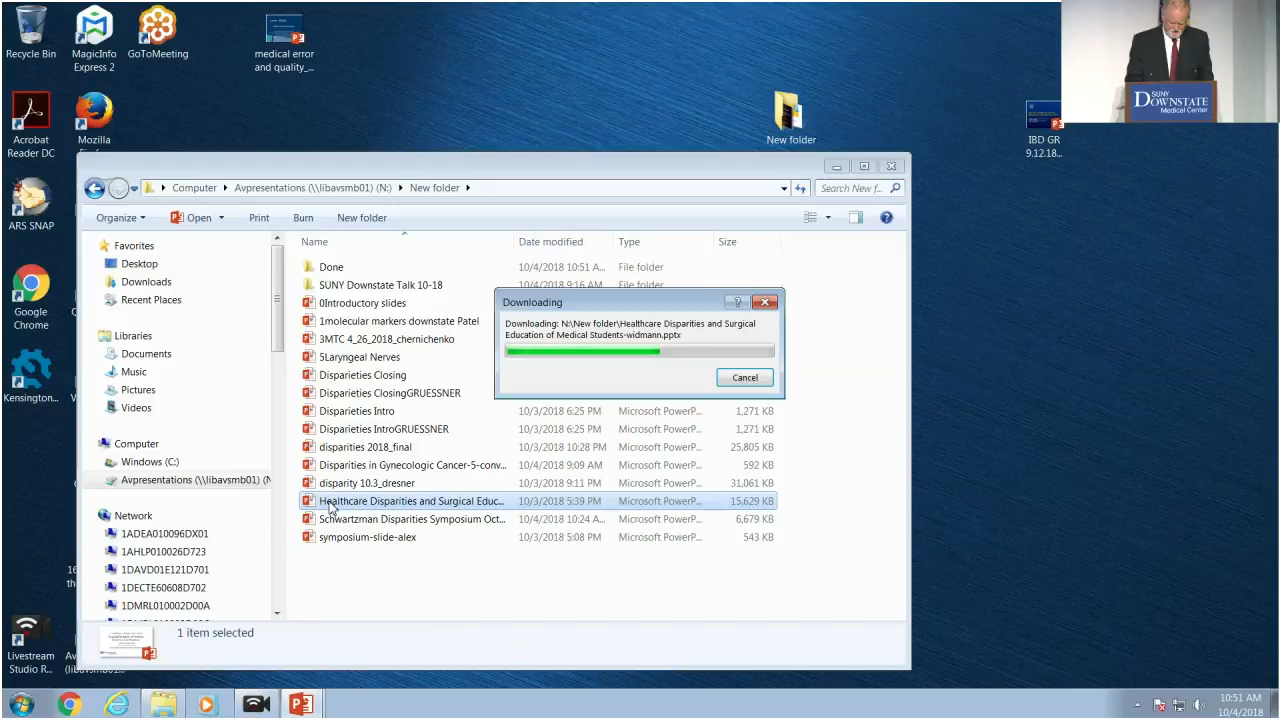 Recycle Bin
MagicInfo
Express 2
GoToMeeting
medical error
and quality_...
Acrobat
Reader DC
Mozilla
New folder
IBD GR
9.12.18...
SUNY
DOWNSTATE
Medical Center
ARS SNAP
Google
Chrome
Kensington...
Livestream
Studio R...
Computer
Avpresentations (\\libavsmb01) (N:)
New folder
Search New f...
Organize
Open
Print
Burn
New folder
Name
Date modified
Type
Size
Favorites
Desktop
Downloads
Recent Places
Libraries
Documents
Music
Pictures
Videos
Computer
Windows (C:)
Avpresentations (\\libavsmb01) (N
Network
1ADEA010096DX01
1AHLP010026D723
1DAVD01E121D701
1DECTE60608D702
1DMRL010002D00A
Done 10/4/2018 10:51 A... File folder
SUNY Downstate Talk 10-18 10/4/2018 9:16 AM File folder
0Introductory slides
1molecular markers downstate Patel
3MTC 4_26_2018_chernichenko
5Laryngeal Nerves
Disparieties Closing
Disparieties ClosingGRUESSNER
Disparieties Intro 10/3/2018 6:25 PM Microsoft PowerP... 1,271 KB
Disparieties IntroGRUESSNER 10/3/2018 6:25 PM Microsoft PowerP... 1,271 KB
disparities 2018_final 10/3/2018 10:28 PM Microsoft PowerP... 25,805 KB
Disparities in Gynecologic Cancer-5-conv... 10/4/2018 9:09 AM Microsoft PowerP... 592 KB
disparity 10.3_dresner 10/3/2018 9:11 PM Microsoft PowerP... 31,061 KB
Healthcare Disparities and Surgical Educ... 10/3/2018 5:39 PM Microsoft PowerP... 15,629 KB
Schwartzman Disparities Symposium Oct... 10/4/2018 10:24 A... Microsoft PowerP... 6,679 KB
symposium-slide-alex 10/3/2018 5:08 PM Microsoft PowerP... 543 KB
Downloading
Downloading: N:\New folder\Healthcare Disparities and Surgical
Education of Medical Students-widmann.pptx
Cancel
1 item selected
10:51 AM
10/4/2018